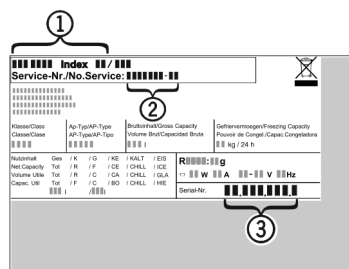 1
Index /
Service-Nr./No.Service: -
2
Klasse/Class
Classe/Clase
Ap-Typ/AP-Type
AP-Type/AP-Tipo
Bruttoinhalt/Gross Capacity
Volume Brut/Capacidad Bruta
l
Gefriervermoegen/Freezing Capacity
Pouvoir de Congel./Capac.Congeladora
kg / 24 h
Nutzinhalt Ges / K / G / KE / KALT / EIS
Net.Capacity Tot / R / F / CE / CHILL / ICE
Volume Utile Tot / R / C / CA / CHILL / GLA
Capac. Util Tot / F / C / BO / CHILL / HIE
l / l
R : g
W A - V Hz
Serial-Nr. . . .
3